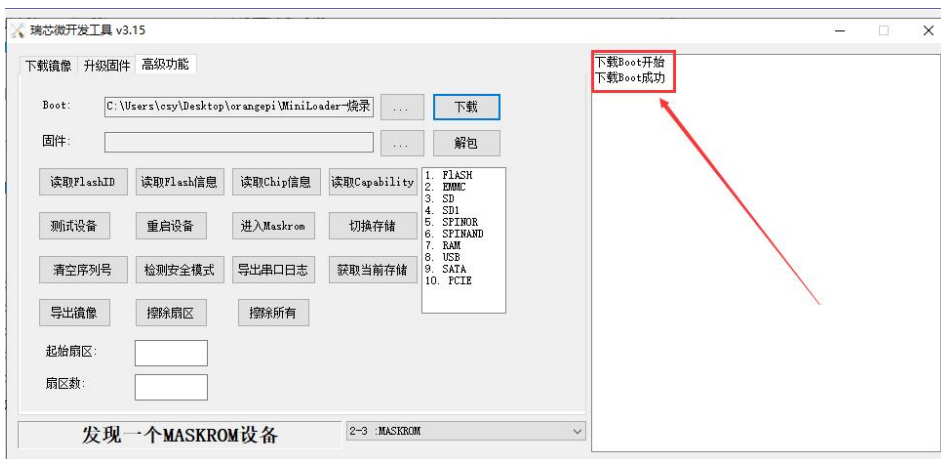 瑞芯微开发工具 v3.15
下载镜像 升级固件 高级功能
Boot: C:\Users\csy\Desktop\orangepi\MiniLoader-烧录 ... 下载
固件: ... 解包
读取FlashID 读取Flash信息 读取Chip信息 读取Capability
测试设备 重启设备 进入Maskrom 切换存储
清空序列号 检测安全模式 导出串口日志 获取当前存储
导出镜像 擦除扇区 擦除所有
1. FlASH
2. EMMC
3. SD
4. SD1
5. SPINOR
6. SPINAND
7. RAM
8. USB
9. SATA
10. PCIE
起始扇区:
扇区数:
发现一个MASKROM设备
2-3 :MASKROM
下载Boot开始
下载Boot成功